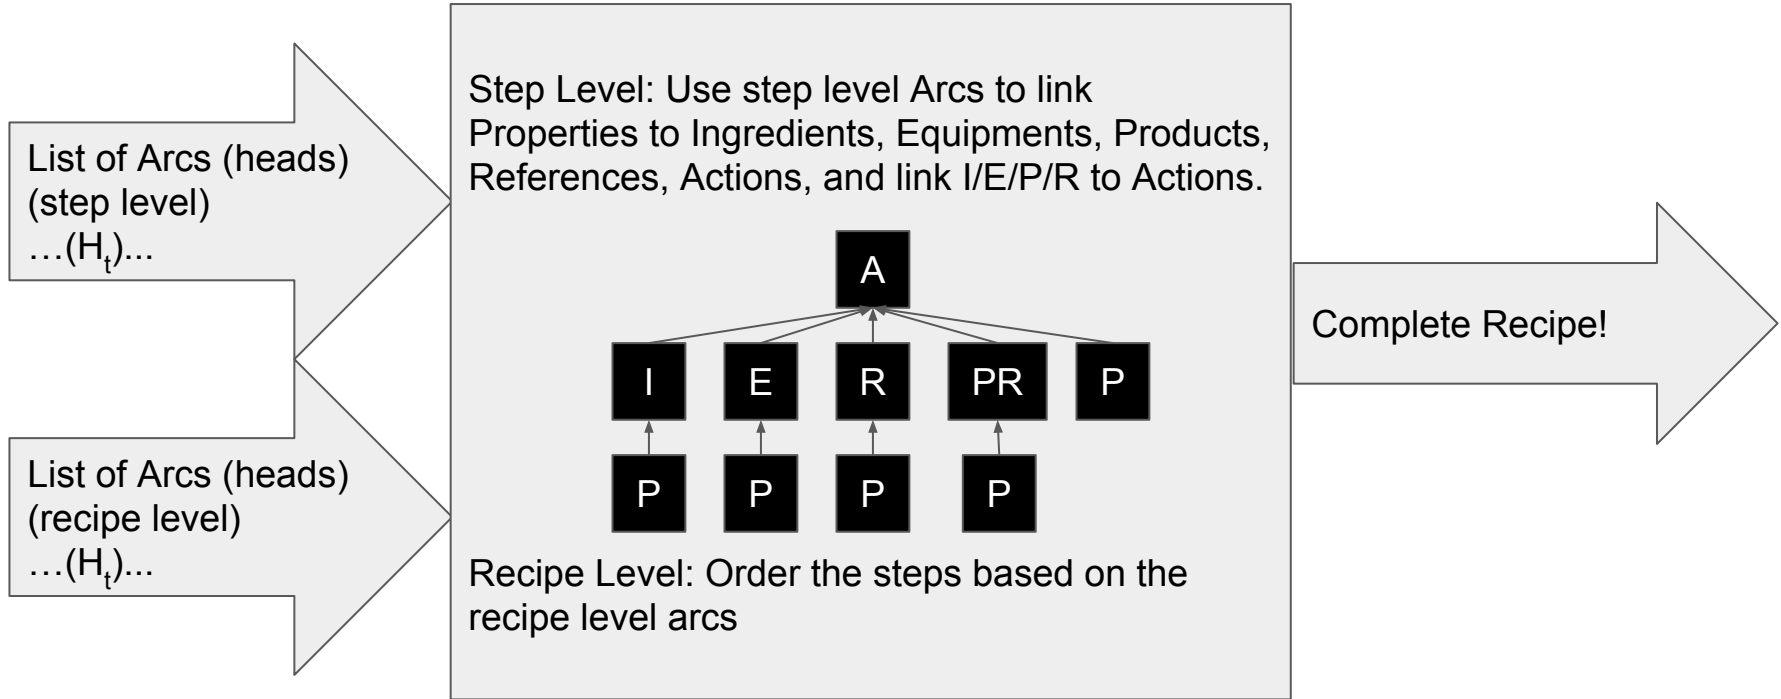 List of Arcs (heads)
(step level)
…(Hₜ)...
List of Arcs (heads)
(recipe level)
…(Hₜ)...
Step Level: Use step level Arcs to link
Properties to Ingredients, Equipments, Products,
References, Actions, and link I/E/P/R to Actions.
A
I E R PR P
P P P P
Recipe Level: Order the steps based on the
recipe level arcs
Complete Recipe!